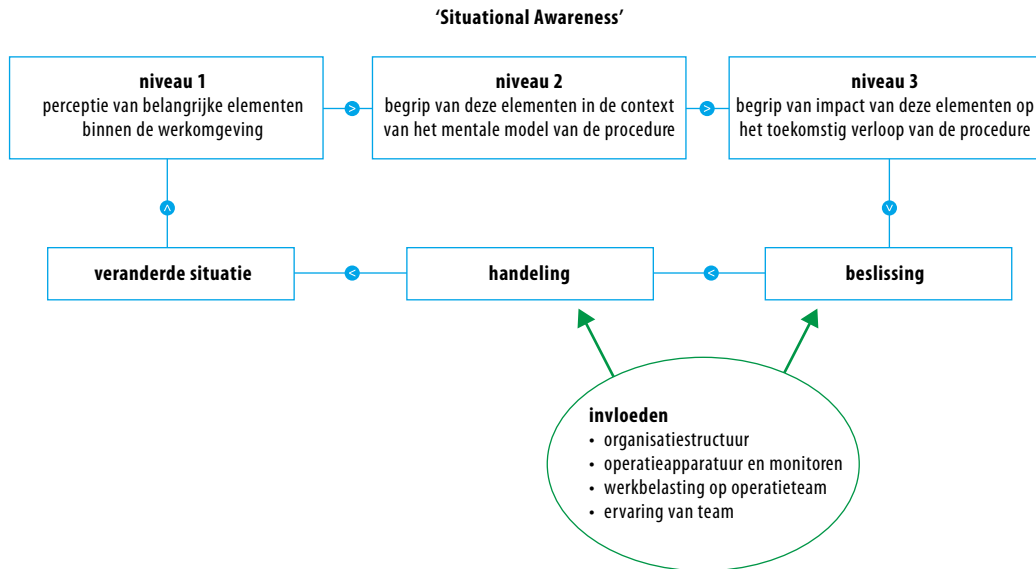 ‘Situational Awareness’
niveau 1
perceptie van belangrijke elementen
binnen de werkomgeving
niveau 2
begrip van deze elementen in de context
van het mentale model van de procedure
niveau 3
begrip van impact van deze elementen op
het toekomstig verloop van de procedure
veranderde situatie
handeling
beslissing
invloeden
• organisatiestructuur
• operatieapparatuur en monitoren
• werkbelasting op operatieteam
• ervaring van team